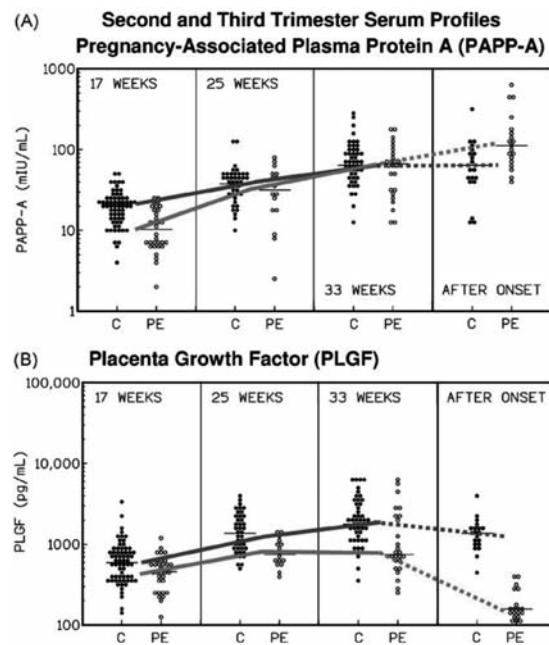 (A) Second and Third Trimester Serum Profiles
Pregnancy-Associated Plasma Protein A (PAPP-A)
17 WEEKS 25 WEEKS
1000
100
10
1
PAPP-A (mIU/mL)
33 WEEKS AFTER ONSET
C PE C PE C PE C PE
(B) Placenta Growth Factor (PLGF)
17 WEEKS 25 WEEKS 33 WEEKS AFTER ONSET
100,000
10,000
1000
100
PLGF (pg/mL)
C PE C PE C PE C PE